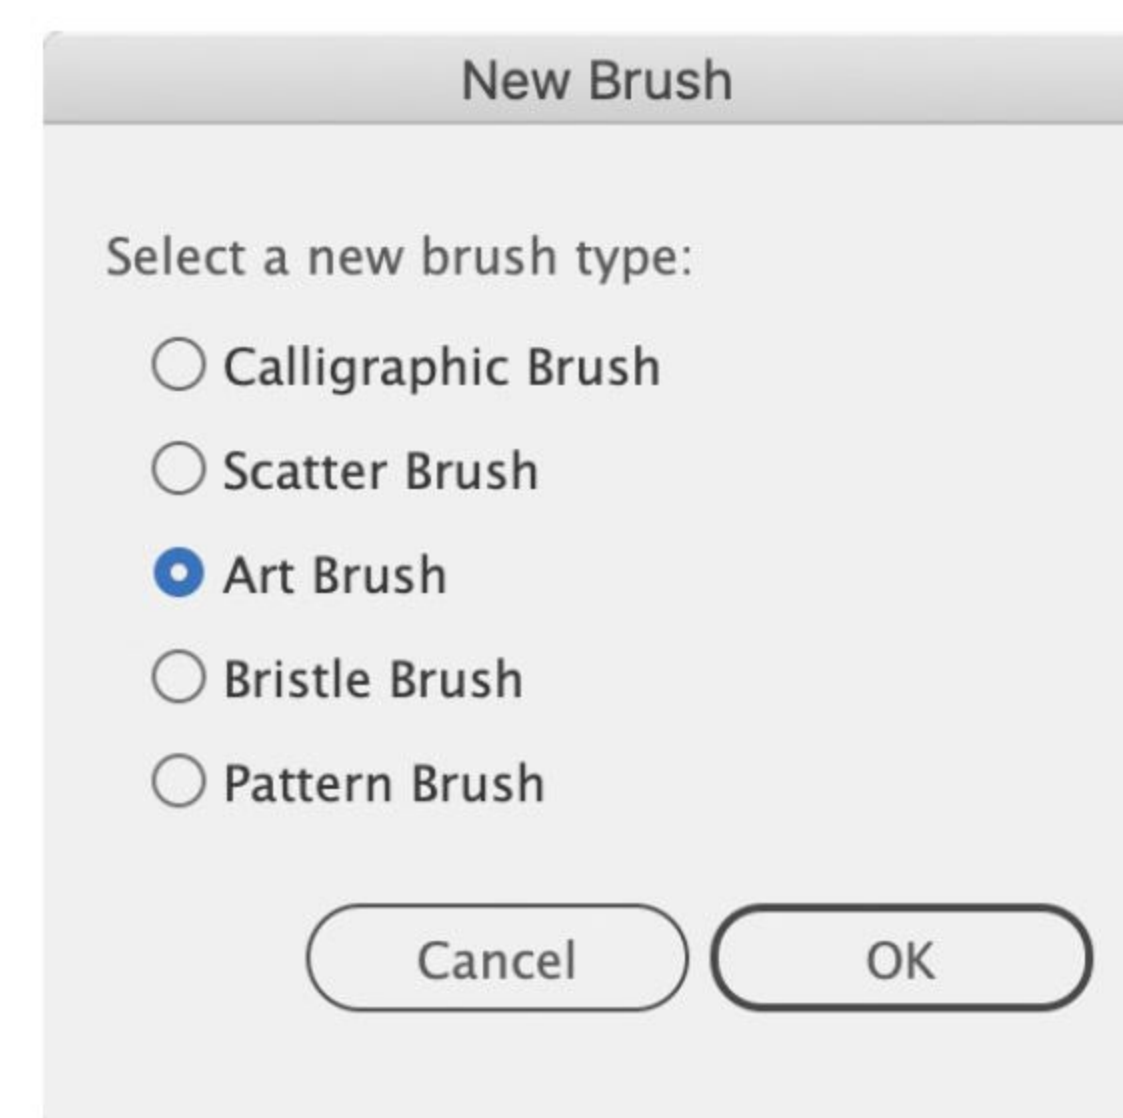 New Brush
Select a new brush type:
Calligraphic Brush
Scatter Brush
Art Brush
Bristle Brush
Pattern Brush
Cancel OK